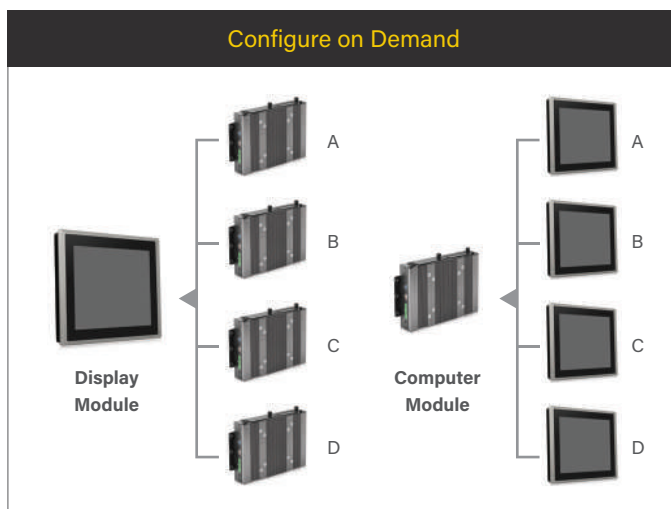 Configure on Demand
A
B
C
D
Display
Module
A
B
C
D
Computer
Module